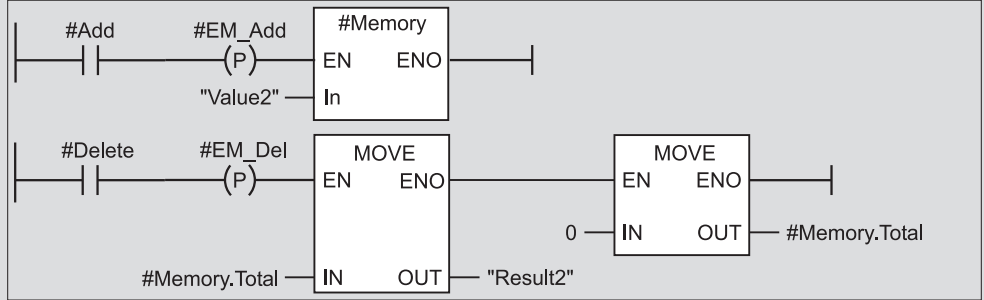 #Add #EM_Add #Memory
(P) EN ENO
"Value2" In
#Delete #EM_Del MOVE MOVE
(P) EN ENO EN ENO
0 IN OUT #Memory.Total
#Memory.Total IN OUT "Result2"